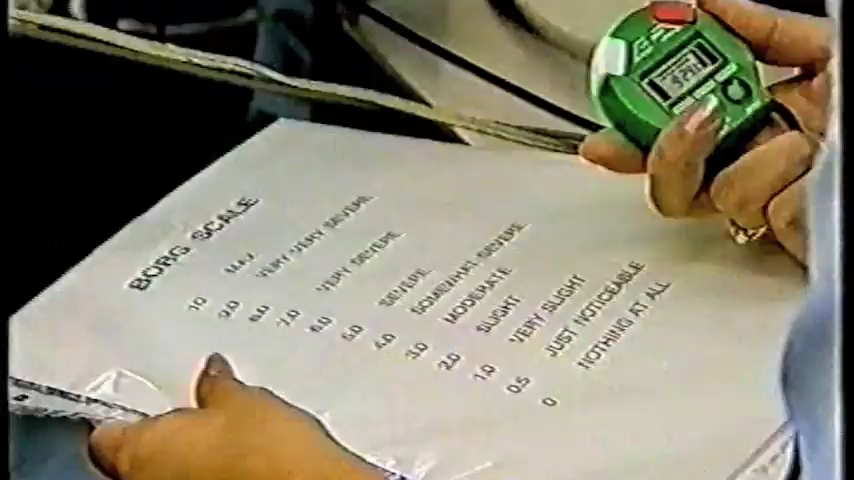 BORG SCALE
10 MAX
9.0 VERY VERY SEVERE
8.0
7.0 VERY SEVERE
6.0
5.0 SEVERE
4.0 SOMEWHAT SEVERE
3.0 MODERATE
2.0 SLIGHT
1.0 VERY SLIGHT
0.5 JUST NOTICEABLE
0 NOTHING AT ALL